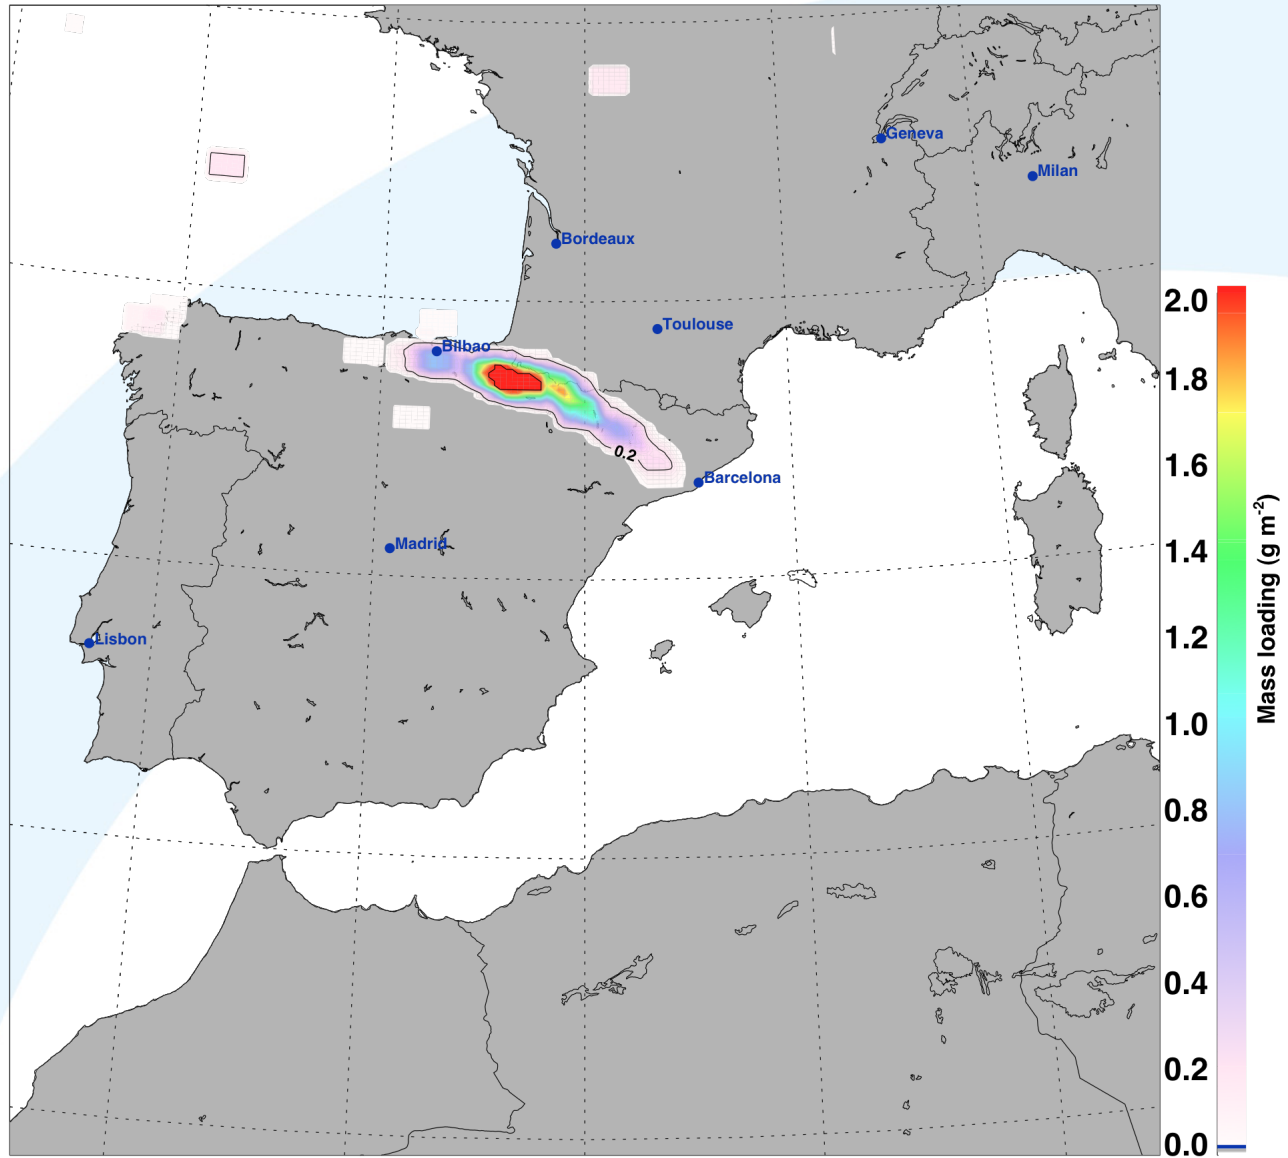 Geneva
Milan
Bordeaux
Toulouse
Bilbao
0.2
Barcelona
Madrid
Lisbon
2.0
1.8
1.6
1.4
1.2
1.0
0.8
0.6
0.4
0.2
0.0
Mass loading (g m⁻²)